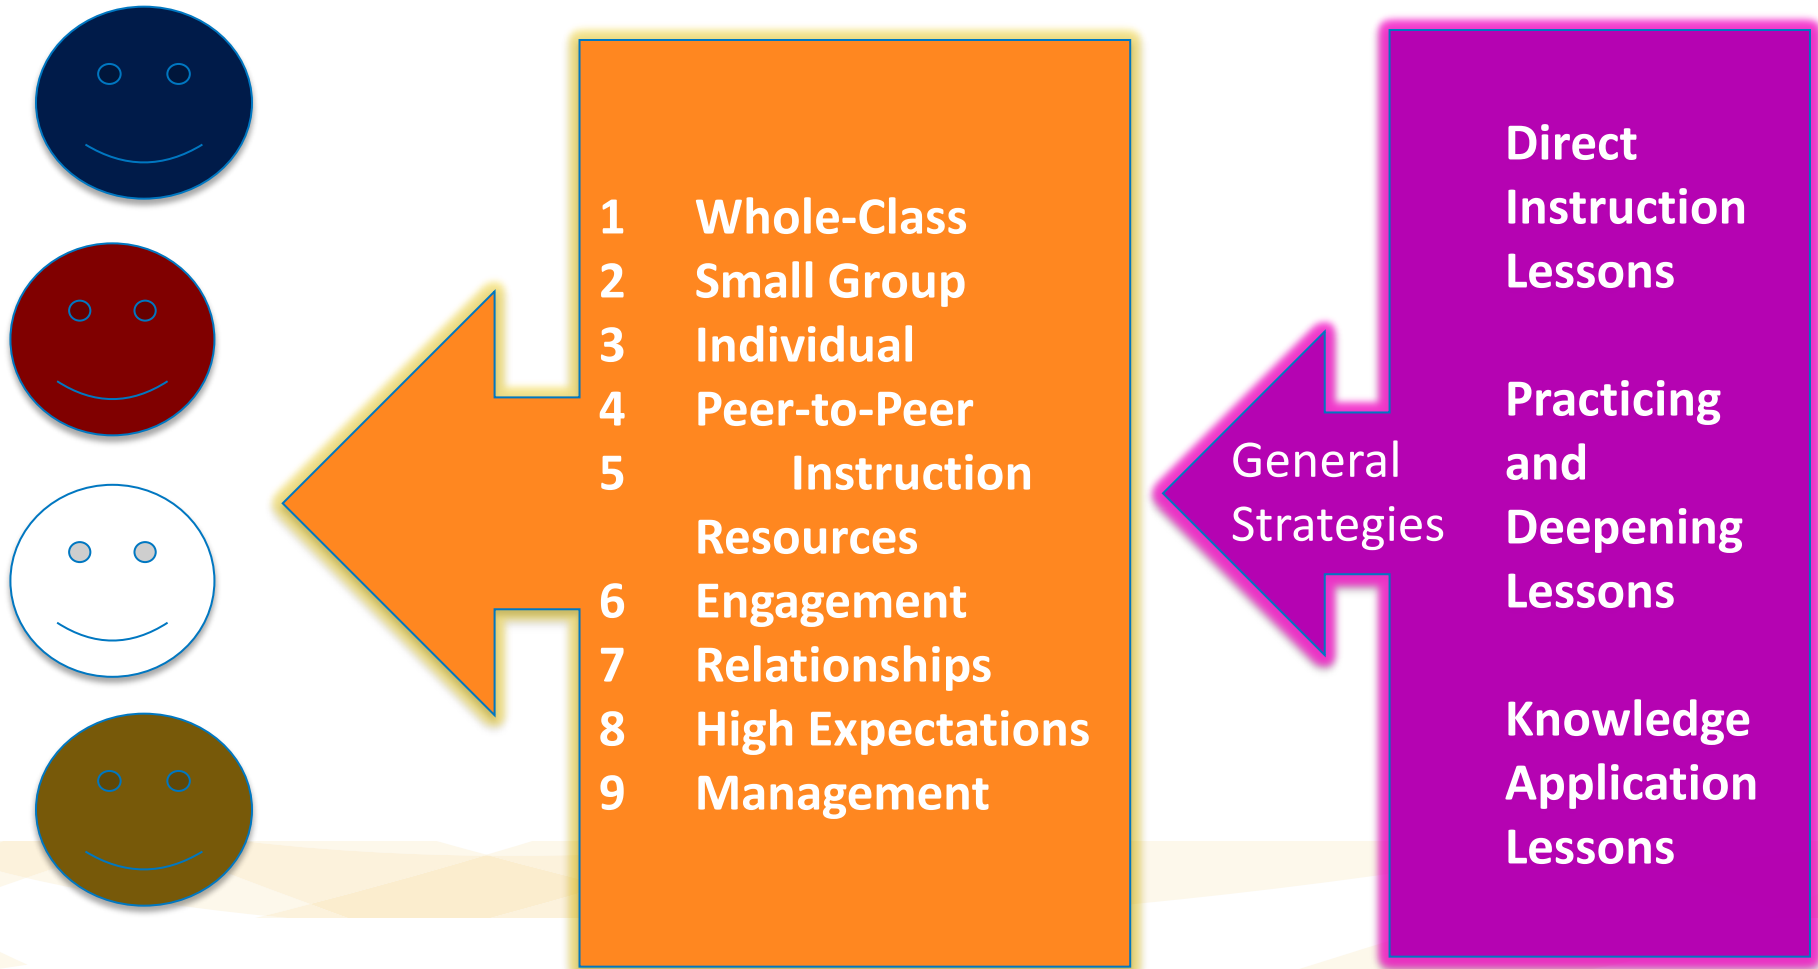 1 Whole-Class
2 Small Group
3 Individual
4 Peer-to-Peer
5 Instruction
Resources
6 Engagement
7 Relationships
8 High Expectations
9 Management
General
Strategies
Direct
Instruction
Lessons
Practicing
and
Deepening
Lessons
Knowledge
Application
Lessons